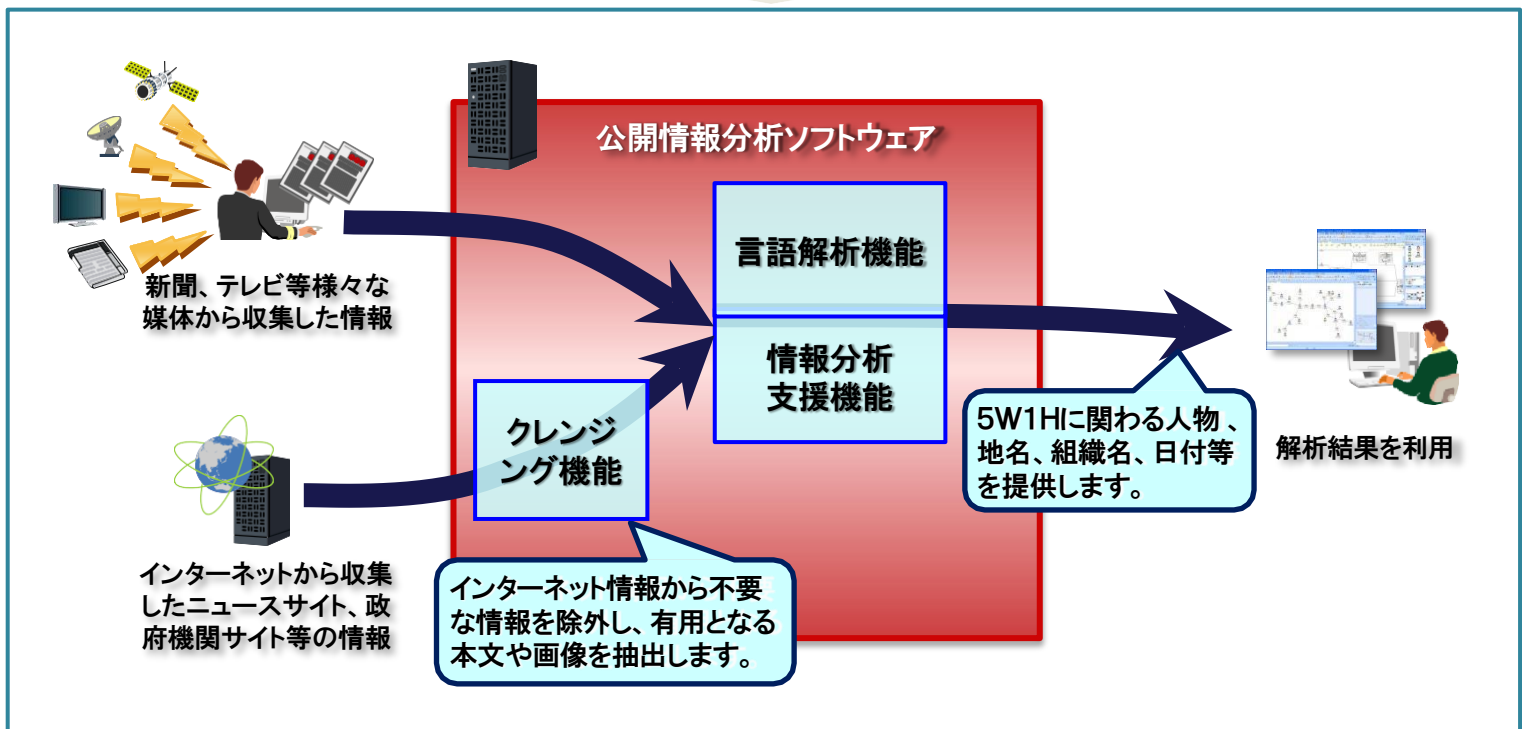 公開情報分析ソフトウェア
新聞、テレビ等様々な
媒体から収集した情報
言語解析機能
情報分析
支援機能
クレンジ
ング機能
5W1Hに関わる人物、
地名、組織名、日付等
を提供します。
解析結果を利用
インターネットから収集
したニュースサイト、政
府機関サイト等の情報
インターネット情報から不要
な情報を除外し、有用となる
本文や画像を抽出します。